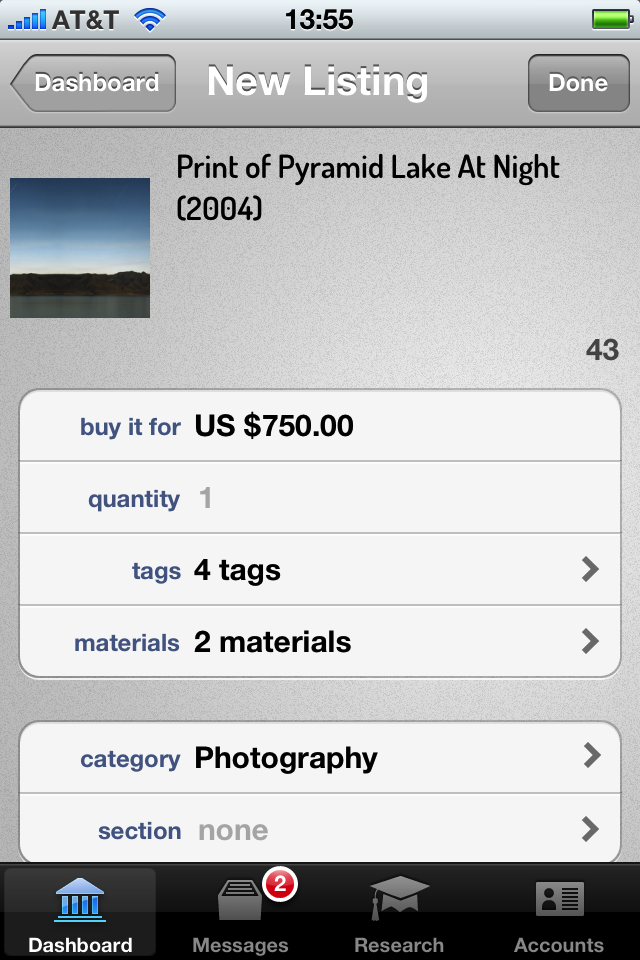 AT&T 13:55
Dashboard New Listing Done
Print of Pyramid Lake At Night
(2004)
43
buy it for US $750.00
quantity 1
tags 4 tags
materials 2 materials
category Photography
section none
2
Dashboard Messages Research Accounts